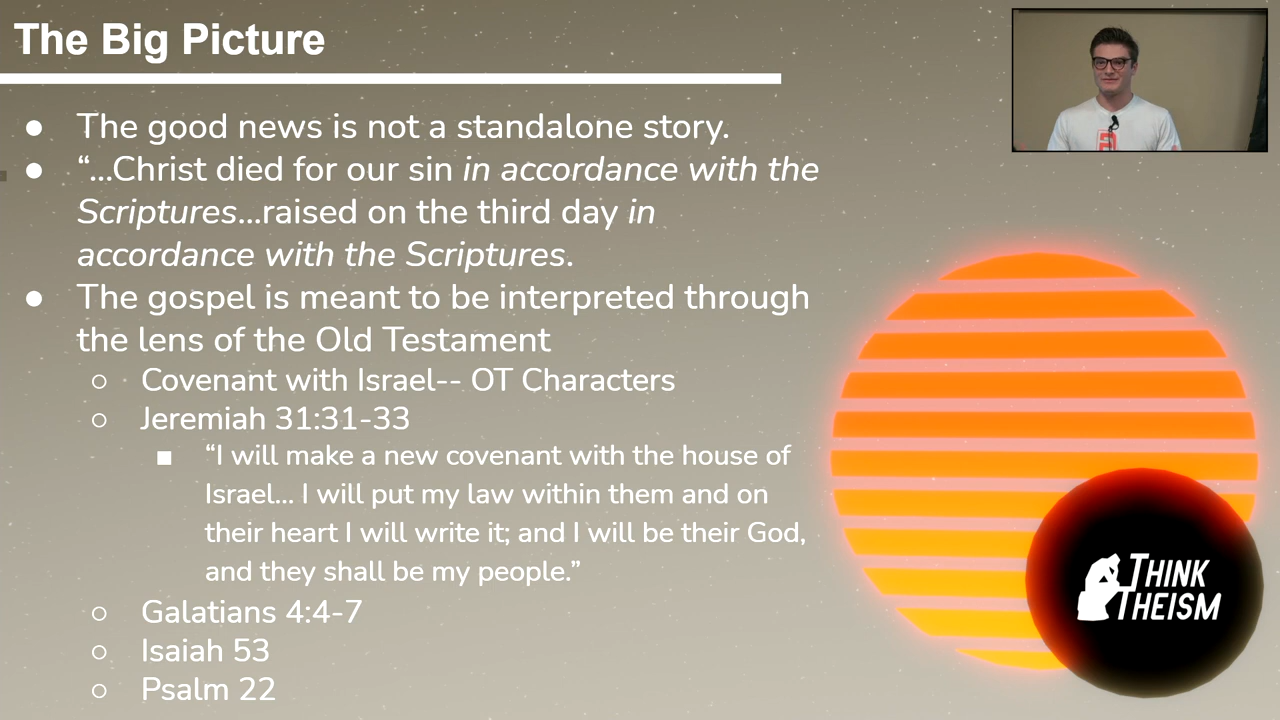 The Big Picture
● The good news is not a standalone story.
● “...Christ died for our sin in accordance with the
Scriptures...raised on the third day in
accordance with the Scriptures.
● The gospel is meant to be interpreted through
the lens of the Old Testament
○ Covenant with Israel-- OT Characters
○ Jeremiah 31:31-33
■ “I will make a new covenant with the house of
Israel... I will put my law within them and on
their heart I will write it; and I will be their God,
and they shall be my people.”
○ Galatians 4:4-7
○ Isaiah 53
○ Psalm 22
THINK
THEISM